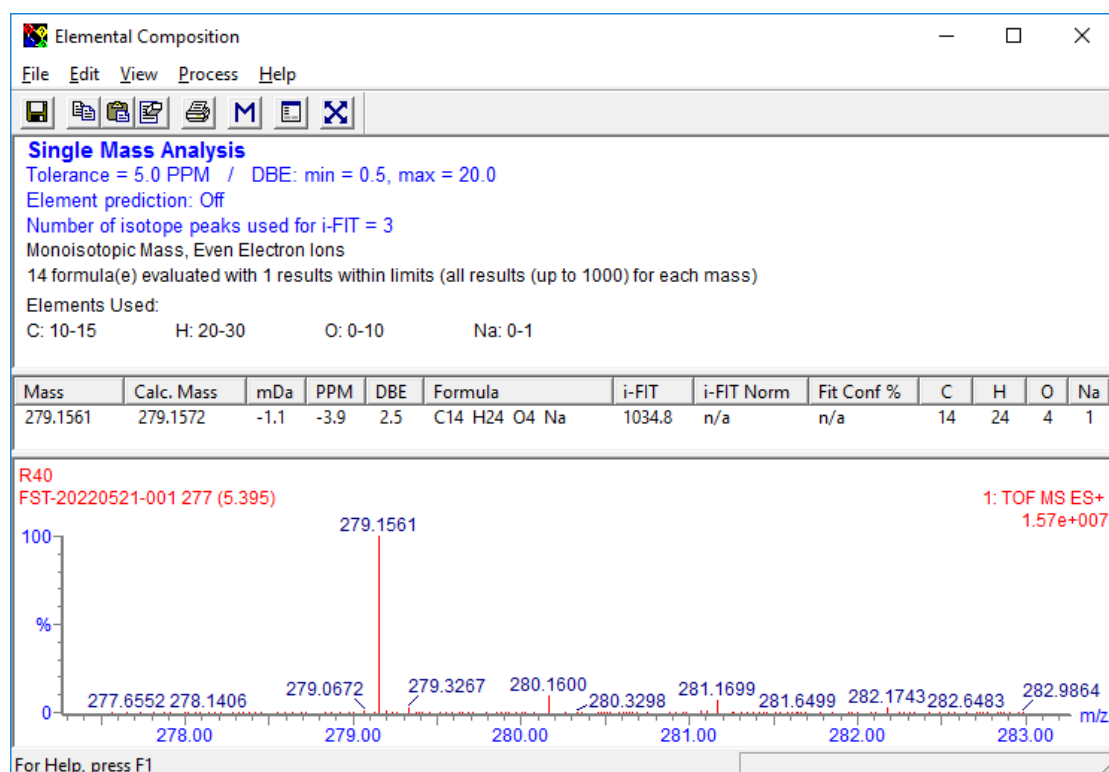 Elemental Composition
File Edit View Process Help
M
Single Mass Analysis
Tolerance = 5.0 PPM / DBE: min = 0.5, max = 20.0
Element prediction: Off
Number of isotope peaks used for i-FIT = 3
Monoisotopic Mass, Even Electron Ions
14 formula(e) evaluated with 1 results within limits (all results (up to 1000) for each mass)
Elements Used:
C: 10-15 H: 20-30 O: 0-10 Na: 0-1
Mass Calc. Mass mDa PPM DBE Formula i-FIT i-FIT Norm Fit Conf % C H O Na
279.1561 279.1572 -1.1 -3.9 2.5 C14 H24 O4 Na 1034.8 n/a n/a 14 24 4 1
R40
FST-20220521-001 277 (5.395) 1: TOF MS ES+
1.57e+007
279.1561
100
%
277.6552 278.1406 279.0672 279.3267 280.1600 280.3298 281.1699 281.6499 282.1743 282.6483 282.9864
0
m/z
278.00 279.00 280.00 281.00 282.00 283.00
For Help, press F1